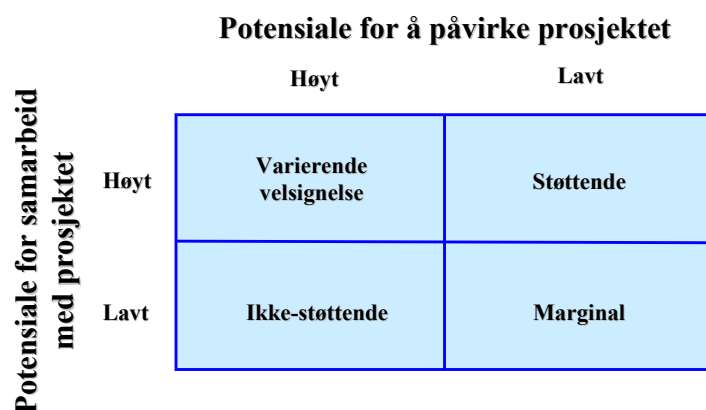 Potensiale for å påvirke prosjektet
Høyt
Lavt
Potensiale for samarbeid
med prosjektet
Høyt
Varierende
velsignelse
Støttende
Lavt
Ikke-støttende
Marginal